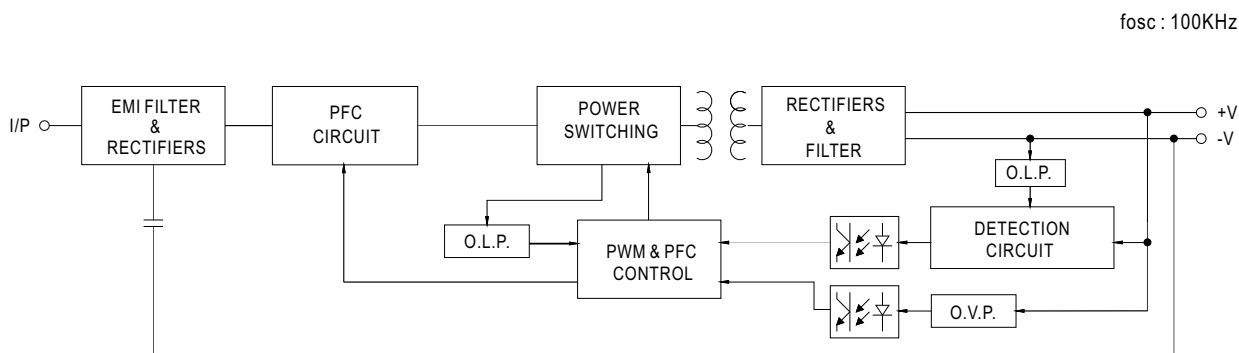 fosc : 100KHz
I/P
EMI FILTER
&
RECTIFIERS
PFC
CIRCUIT
POWER
SWITCHING
RECTIFIERS
&
FILTER
+V
-V
O.L.P.
O.L.P.
PWM & PFC
CONTROL
DETECTION
CIRCUIT
O.V.P.